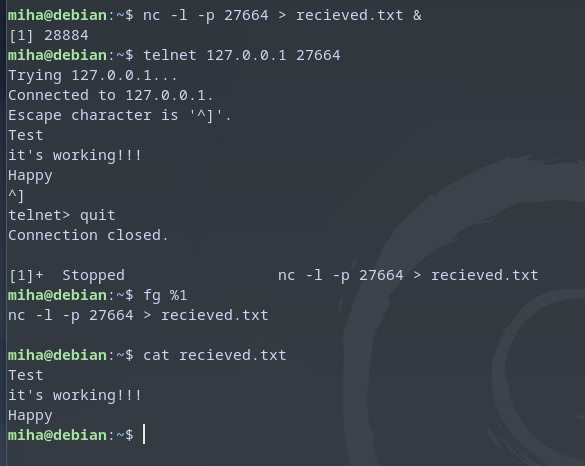 miha@debian:~$ nc -l -p 27664 > recieved.txt &
[1] 28884
miha@debian:~$ telnet 127.0.0.1 27664
Trying 127.0.0.1...
Connected to 127.0.0.1.
Escape character is '^]'.
Test
it's working!!!
Happy
^]
telnet> quit
Connection closed.
[1]+  Stopped                 nc -l -p 27664 > recieved.txt
miha@debian:~$ fg %1
nc -l -p 27664 > recieved.txt
miha@debian:~$ cat recieved.txt
Test
it's working!!!
Happy
miha@debian:~$